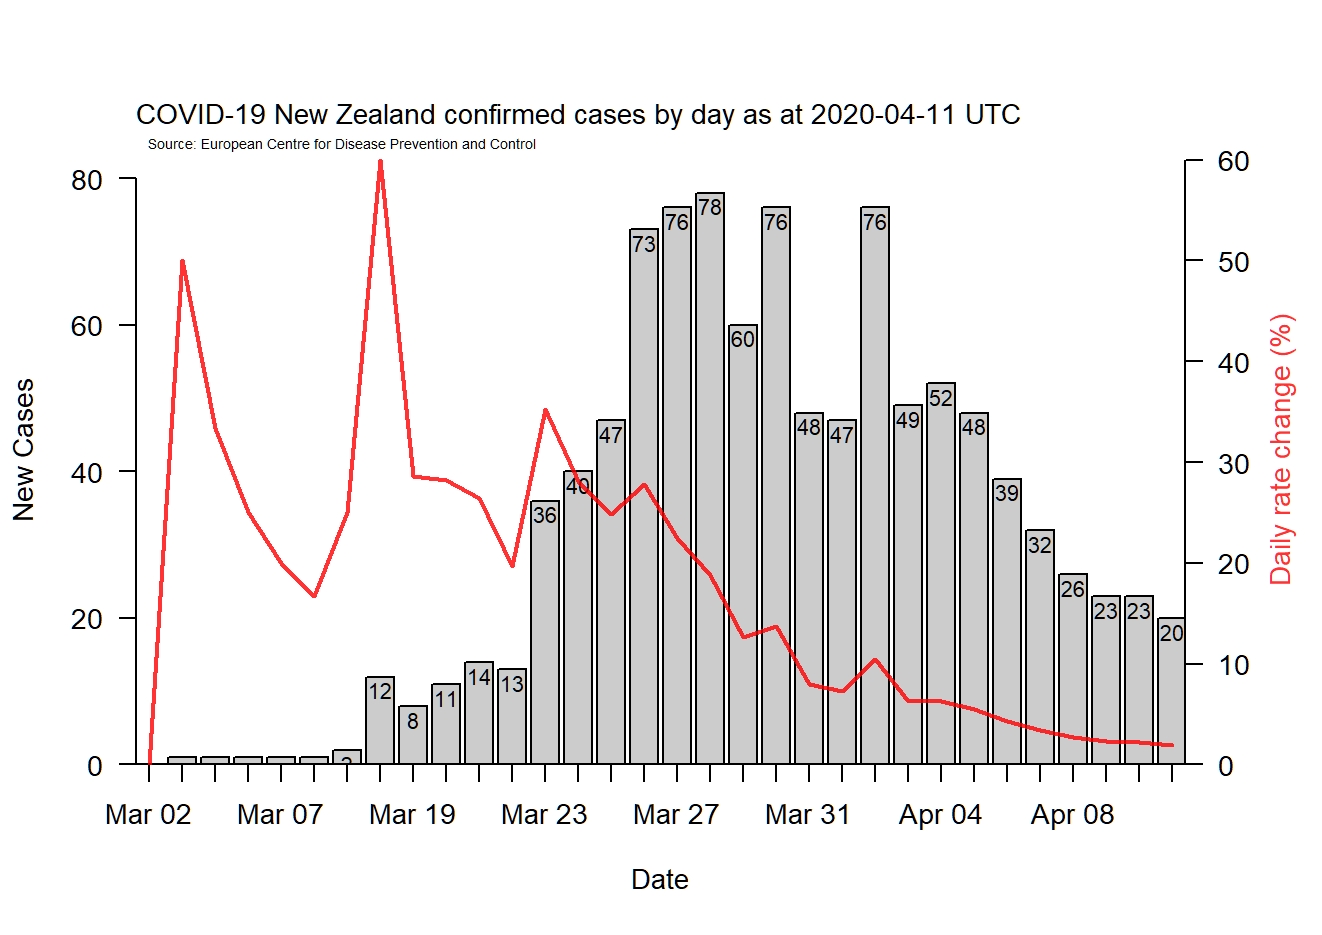 COVID-19 New Zealand confirmed cases by day as at 2020-04-11 UTC
Source: European Centre for Disease Prevention and Control
New Cases
80
60
40
20
0
12
8
11
14
13
36
40
47
73
76
78
60
76
48
47
76
49
52
48
39
32
26
23
23
20
60
50
40
30
20
10
0
Daily rate change (%)
Mar 02
Mar 07
Mar 19
Mar 23
Mar 27
Mar 31
Apr 04
Apr 08
Date